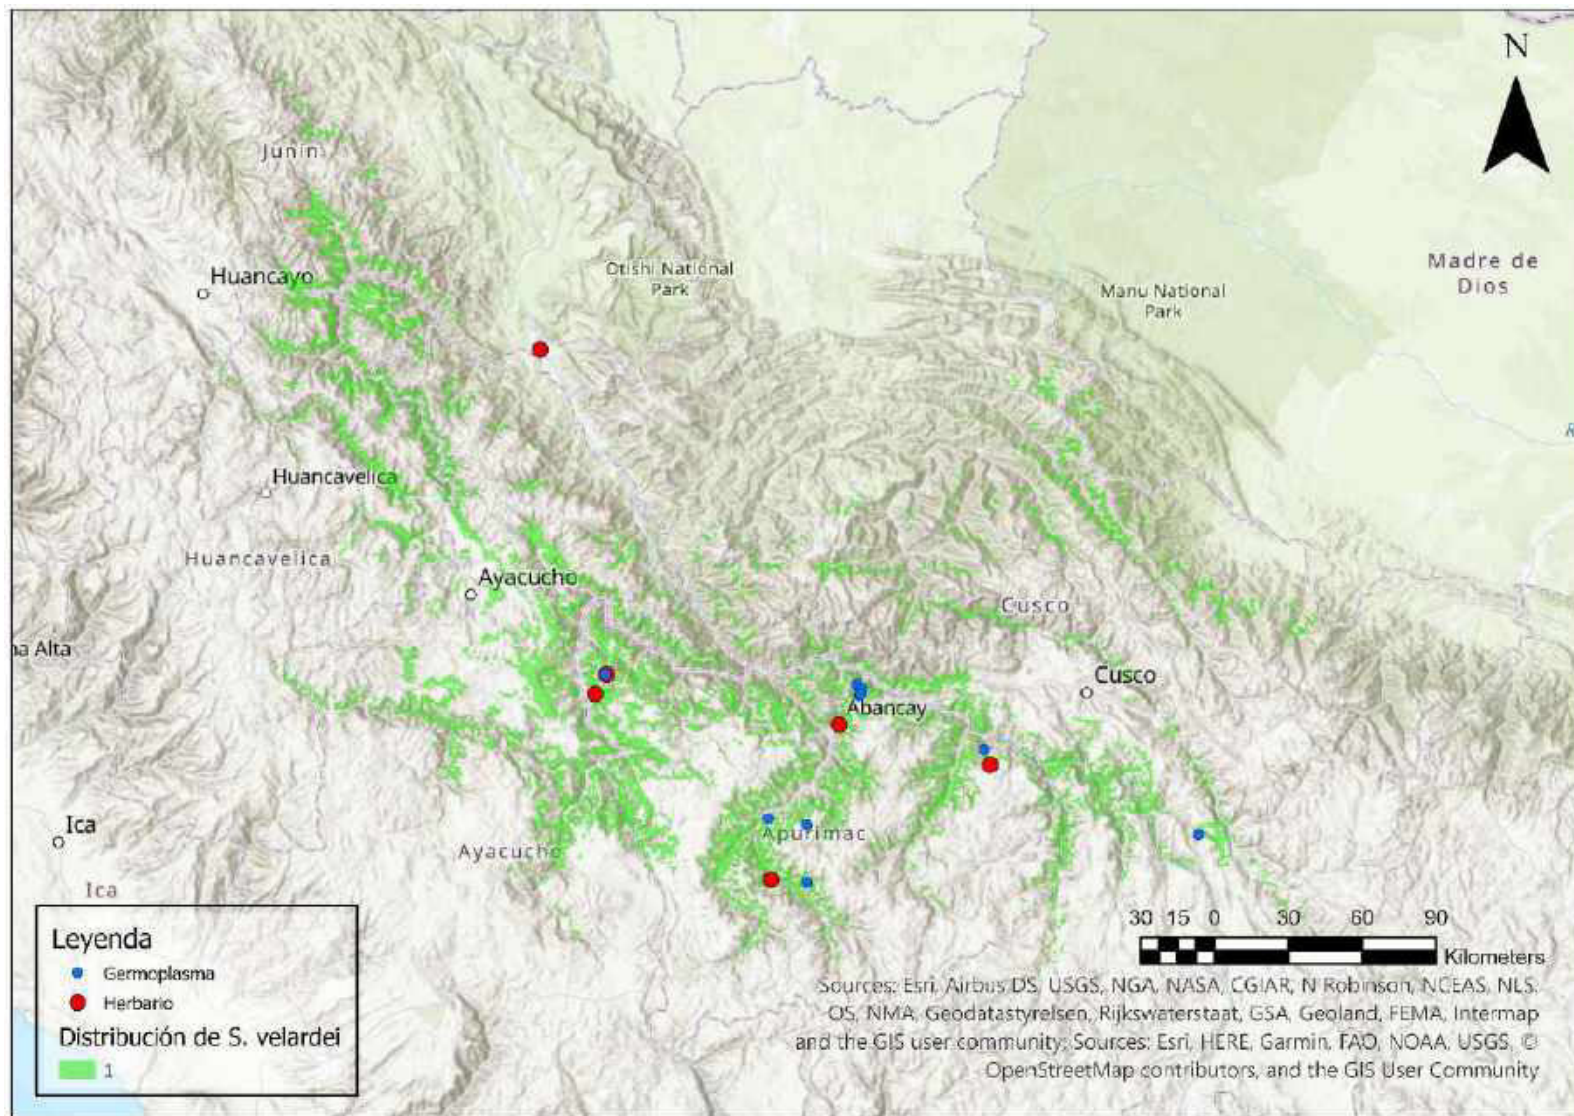 N
Junin
Huancayo
Otishi National
Park
Manu National
Park
Madre de
Dios
R
Huancavelica
Huancavelica
Ayacucho
Cusco
na Alta
Cusco
Abancay
Ica
Apurimac
Ayacucho
Ica
30 15 0 30 60 90
Kilometers
Leyenda
Germoplasma
Herbario
Distribución de S. velardei
1
Sources: Esri, Airbus DS, USGS, NGA, NASA, CGIAR, N Robinson, NCEAS, NLS,
OS, NMA, Geodatastyrelsen, Rijkswaterstaat, GSA, Geoland, FEMA, Intermap
and the GIS user community; Sources: Esri, HERE, Garmin, FAO, NOAA, USGS, ©
OpenStreetMap contributors, and the GIS User Community